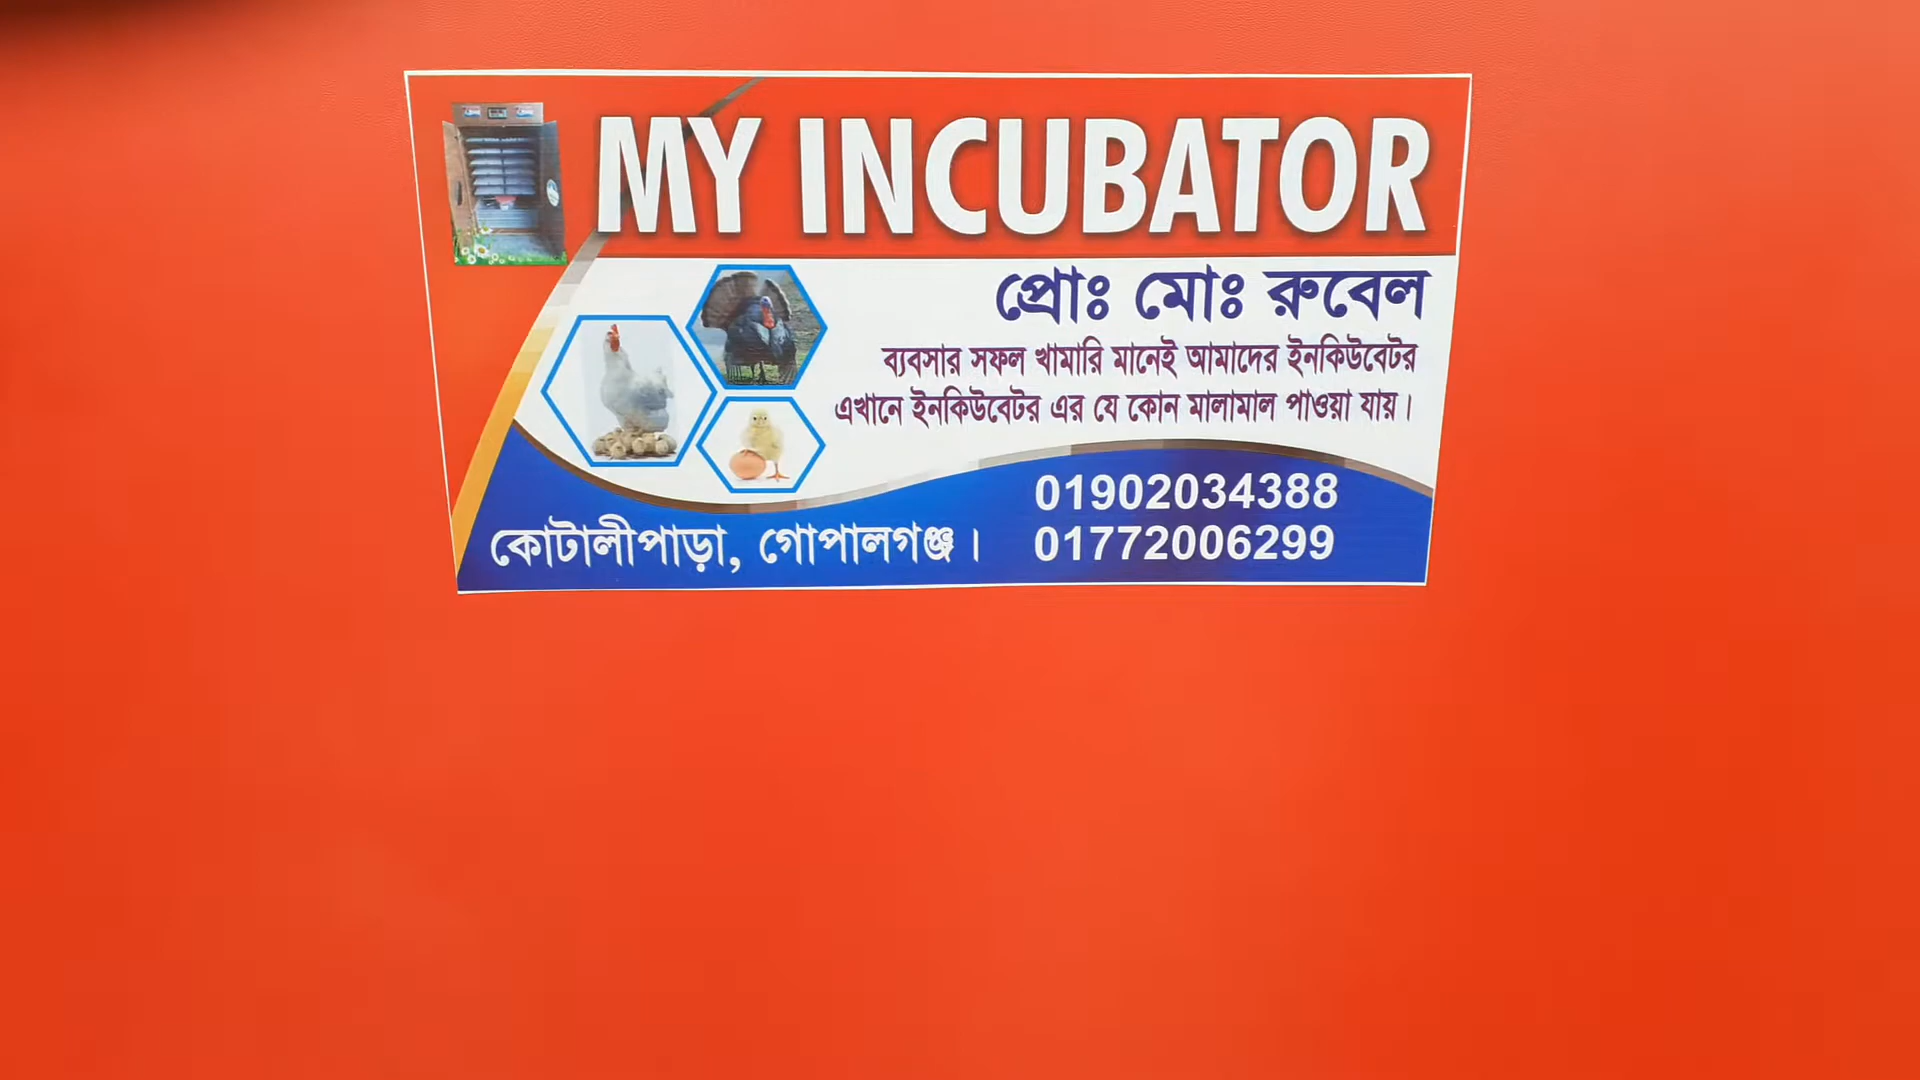 MY INCUBATOR
প্রোঃ মোঃ রুবেল
ব্যবসার সফল খামারি মানেই আমাদের ইনকিউবেটর
এখানে ইনকিউবেটর এর যে কোন মালামাল পাওয়া যায়।
01902034388
কোটালীপাড়া, গোপালগঞ্জ।
01772006299